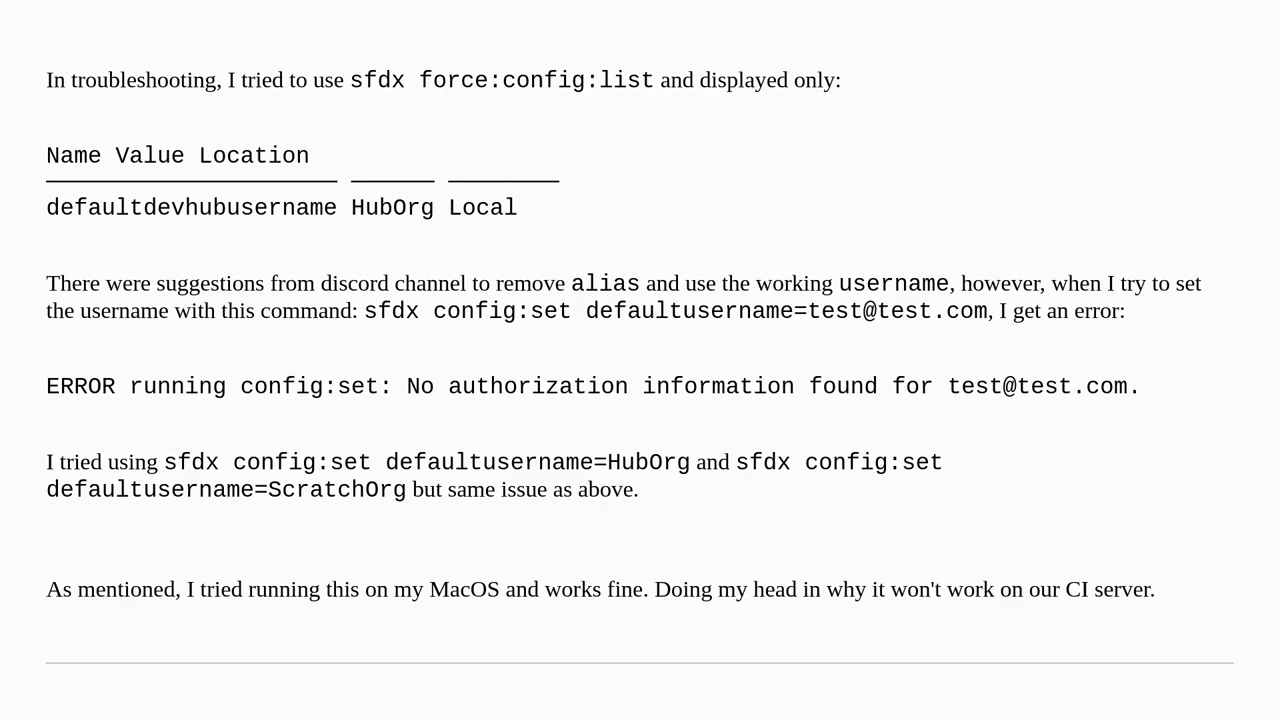 In troubleshooting, I tried to use sfdx force:config:list and displayed only:
Name Value Location
──────────────────── ────── ────────
defaultdevhubusername HubOrg Local
There were suggestions from discord channel to remove alias and use the working username, however, when I try to set
the username with this command: sfdx config:set defaultusername=test@test.com, I get an error:
ERROR running config:set: No authorization information found for test@test.com.
I tried using sfdx config:set defaultusername=HubOrg and sfdx config:set
defaultusername=ScratchOrg but same issue as above.
As mentioned, I tried running this on my MacOS and works fine. Doing my head in why it won't work on our CI server.